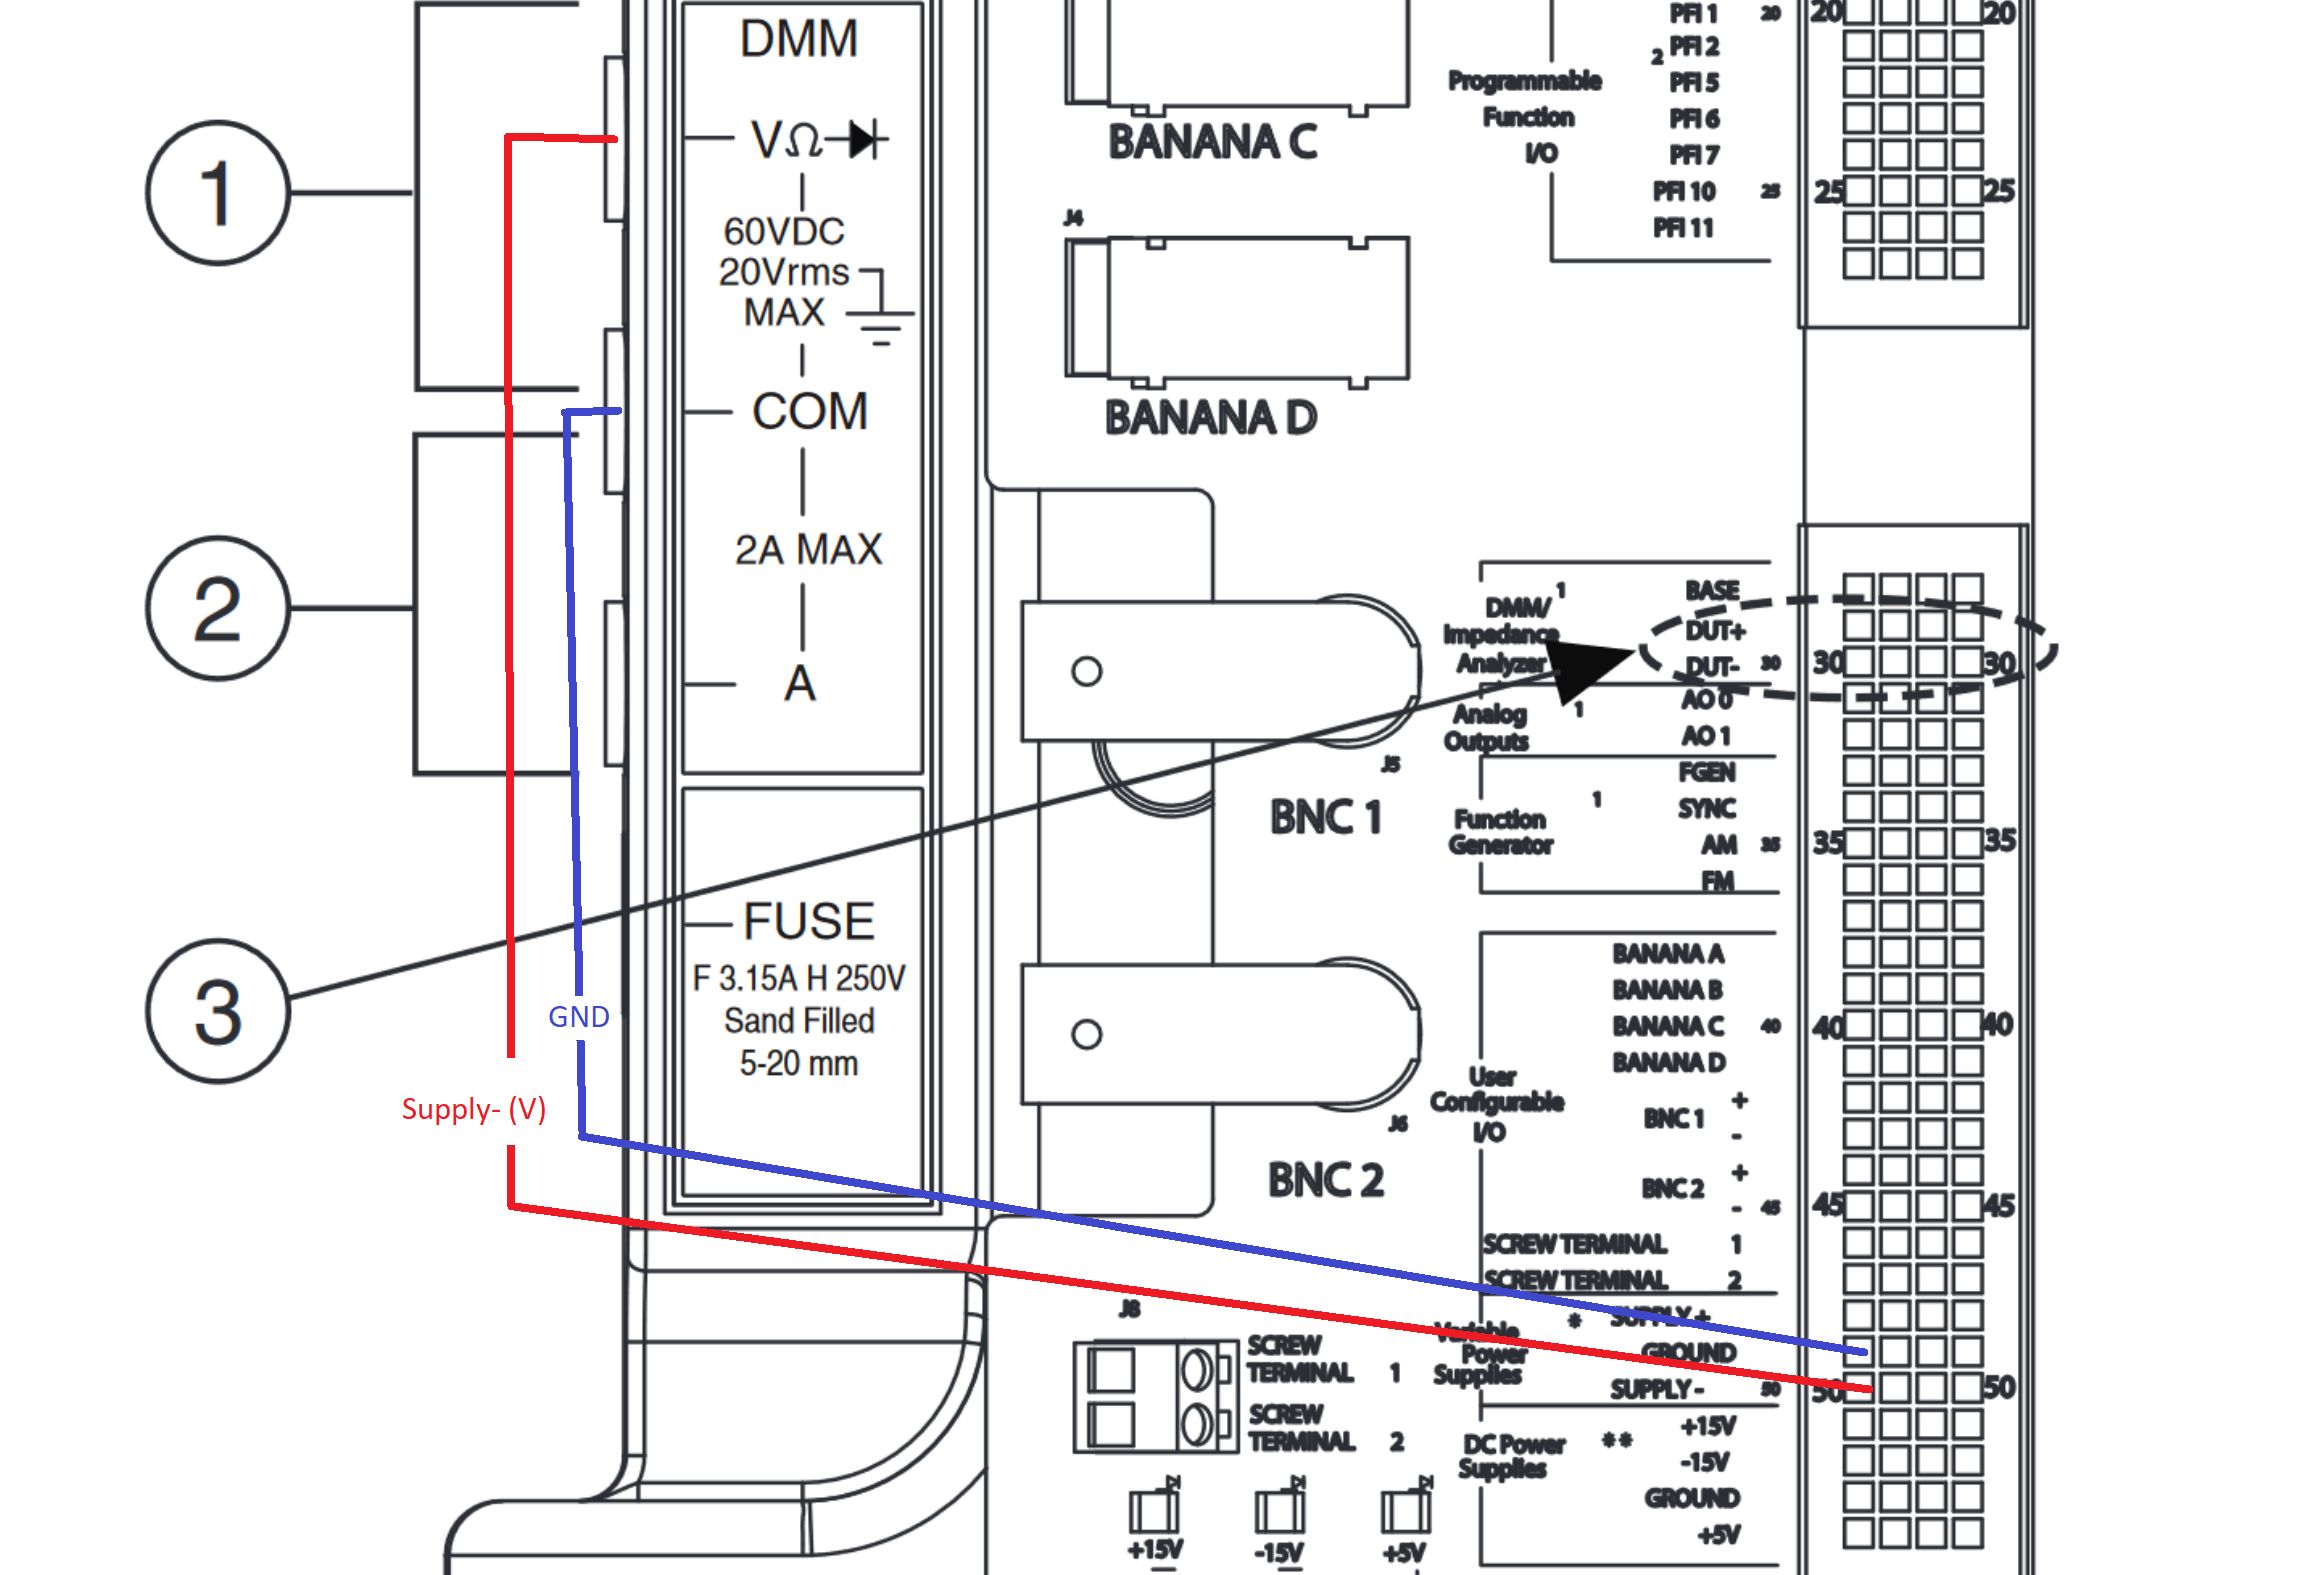 1
2
3
DMM
VΩ
60VDC
20Vrms
MAX
COM
2A MAX
A
FUSE
F 3.15A H 250V
Sand Filled
5-20 mm
GND
Supply- (V)
BANANA C
J4
BANANA D
J5
BNC 1
J6
BNC 2
J8
SCREW
TERMINAL 1
SCREW
TERMINAL 2
+15V
-15V
+5V
Programmable
Function
I/O
2
PFI 1 20
PFI 2
PFI 5
PFI 6
PFI 7
PFI 10 25
PFI 11
DMM/ 1
Impedance
Analyzer
BASE
DUT+
DUT- 30
Analog 1
Outputs
AO 0
AO 1
Function 1
Generator
FGEN
SYNC
AM 35
FM
User
Configurable
I/O
BANANA A
BANANA B
BANANA C 40
BANANA D
BNC 1 +
-
BNC 2 +
- 45
SCREW TERMINAL 1
SCREW TERMINAL 2
Variable *
Power
Supplies
SUPPLY +
GROUND
SUPPLY - 50
DC Power **
Supplies
+15V
-15V
GROUND
+5V
20 20
25 25
30 30
35 35
40 40
45 45
50 50